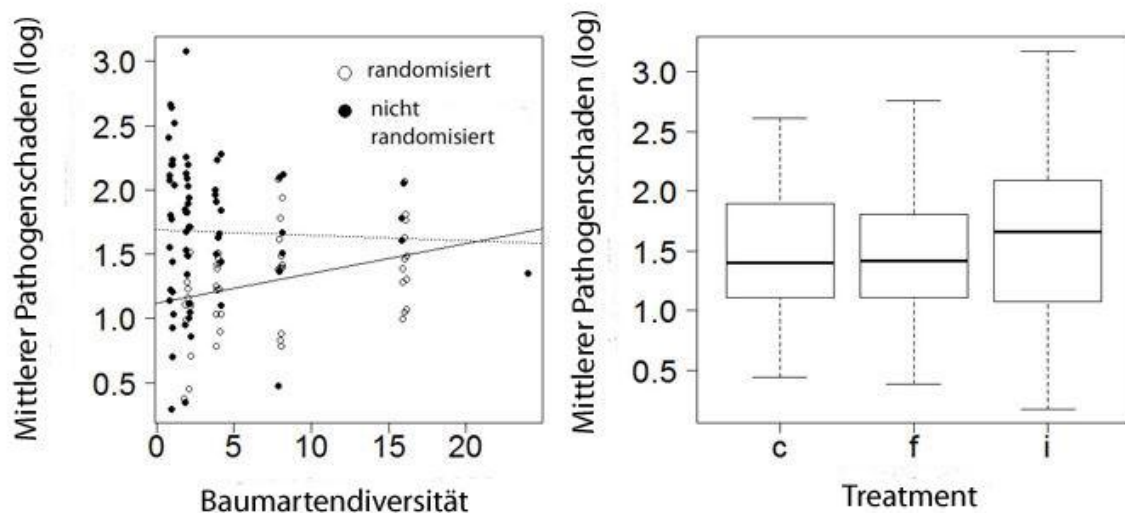 Mittlerer Pathogenschaden (log)
3.0
2.5
2.0
1.5
1.0
0.5
randomisiert
nicht
randomisiert
0
5
10
15
20
Baumartendiversität
Mittlerer Pathogenschaden (log)
3.0
2.5
2.0
1.5
1.0
0.5
c
f
i
Treatment